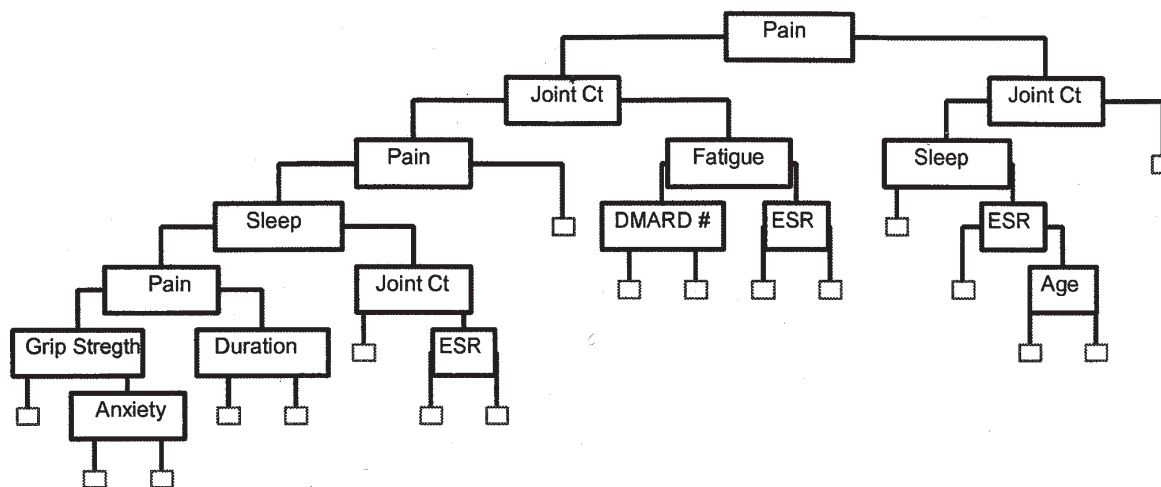 Pain
Joint Ct
Joint Ct
Pain
Fatigue
Sleep
Sleep
DMARD #
ESR
ESR
Pain
Joint Ct
Age
Grip Stregth
Duration
ESR
Anxiety